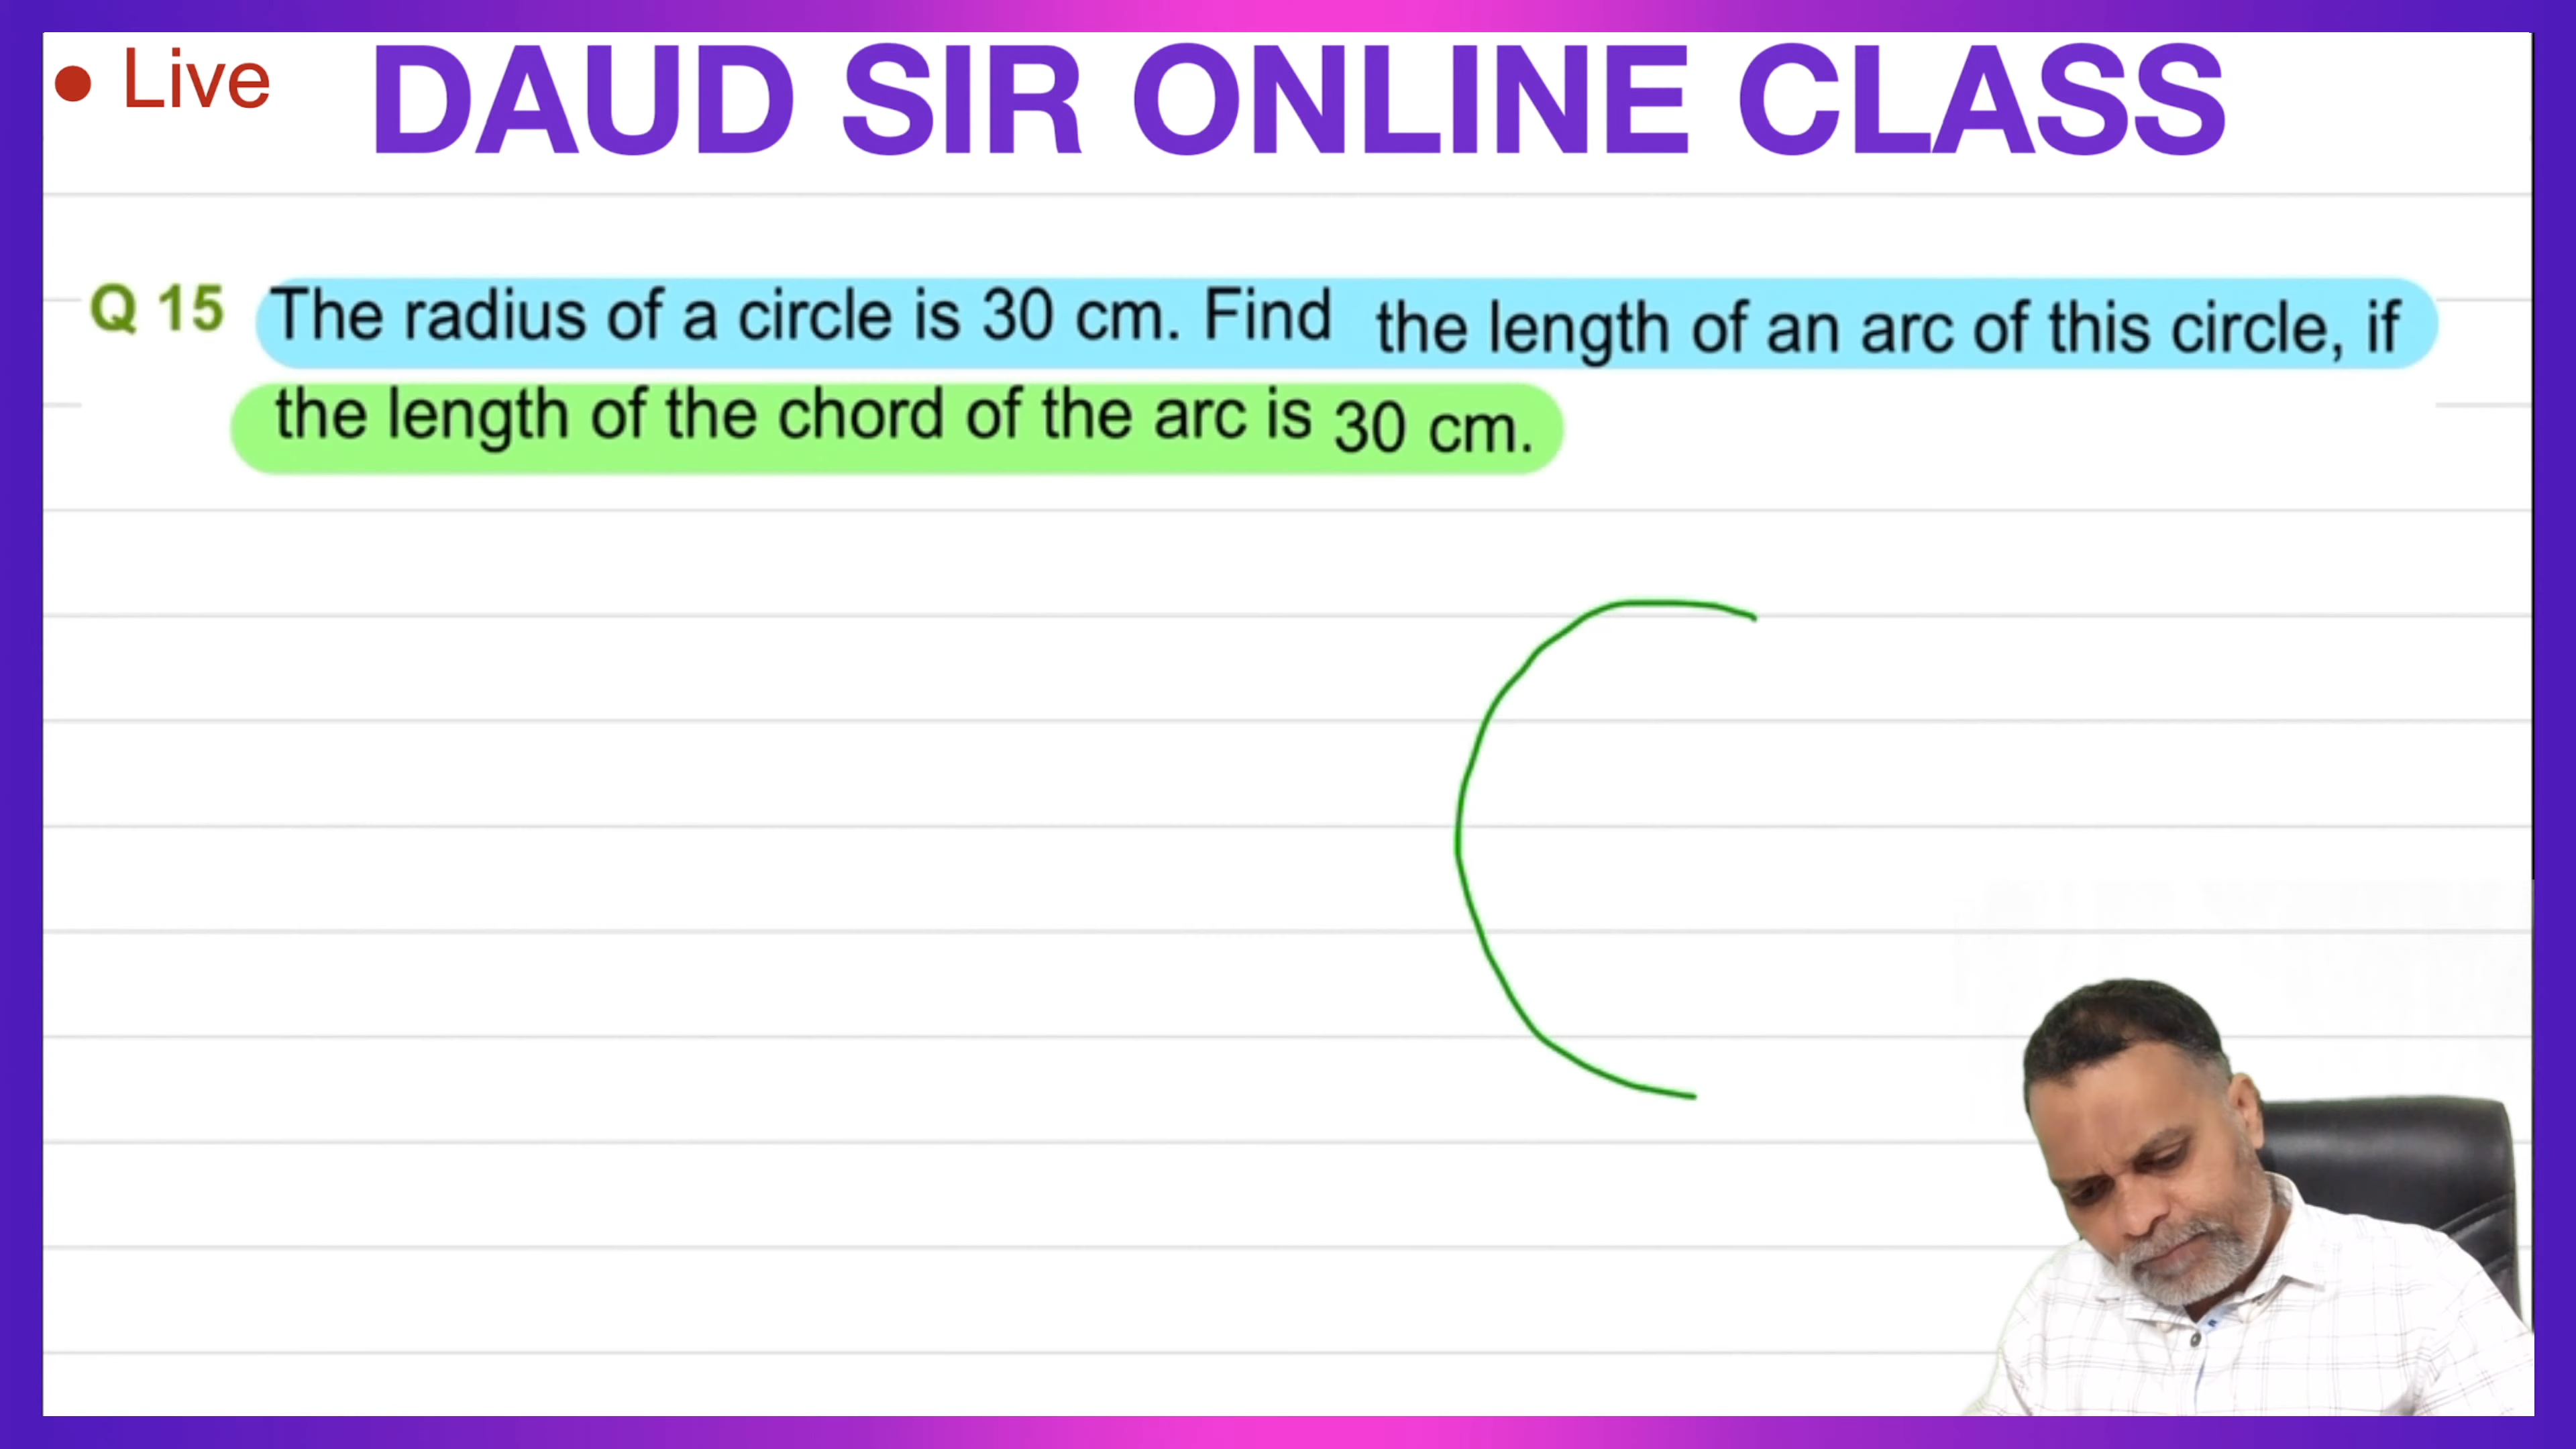 • Live DAUD SIR ONLINE CLASS
Q 15 The radius of a circle is 30 cm. Find the length of an arc of this circle, if
the length of the chord of the arc is 30 cm.